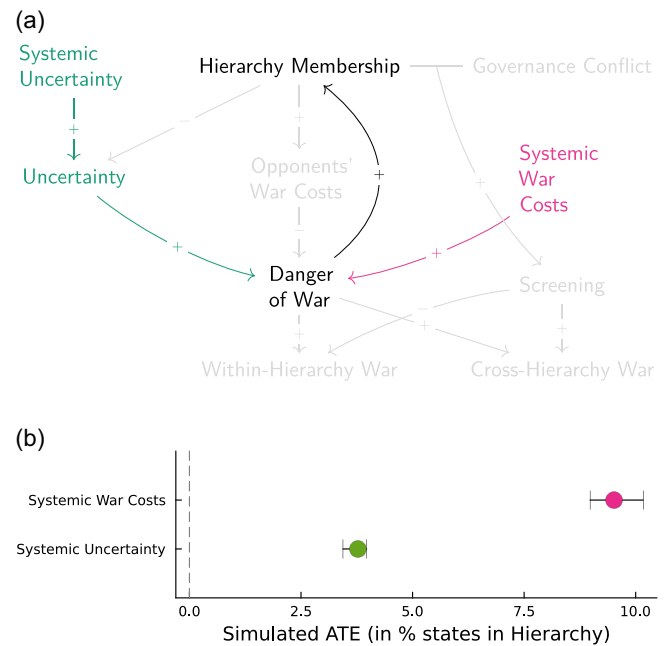 (a)
Systemic
Uncertainty
Hierarchy Membership
Governance Conflict
+
−
+
Opponents'
War Costs
Systemic
War
Costs
Uncertainty
+
+
−
+
+
Danger
of War
Screening
−
+
+
+
Within-Hierarchy War
Cross-Hierarchy War
(b)
Systemic War Costs
Systemic Uncertainty
0.0
2.5
5.0
7.5
10.0
Simulated ATE (in % states in Hierarchy)